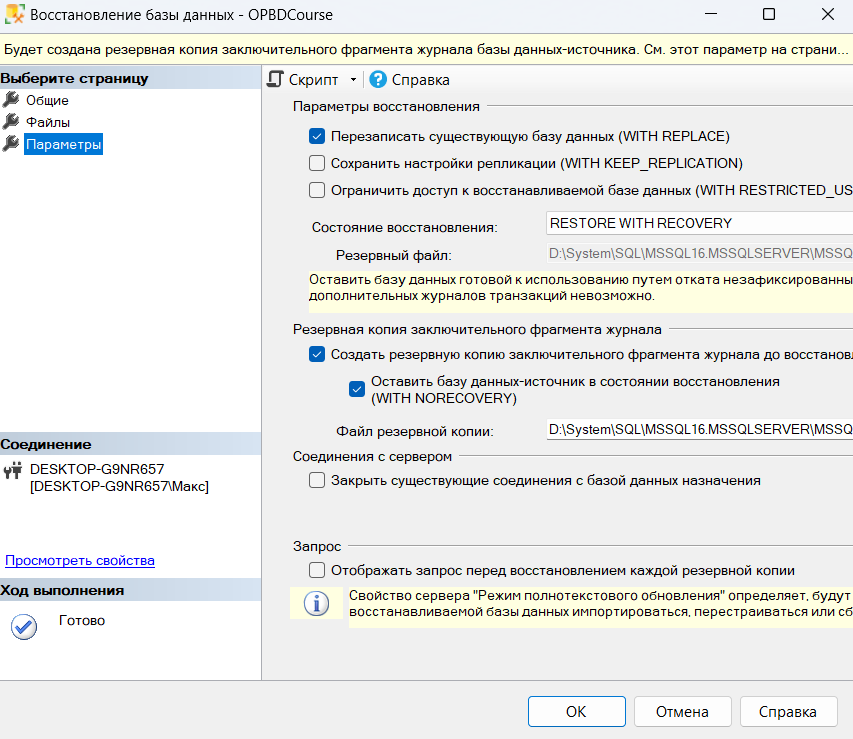 Восстановление базы данных - OPBDCourse
Будет создана резервная копия заключительного фрагмента журнала базы данных-источника. См. этот параметр на страни...
Выберите страницу
Общие
Файлы
Параметры
Скрипт
Справка
Параметры восстановления
Перезаписать существующую базу данных (WITH REPLACE)
Сохранить настройки репликации (WITH KEEP_REPLICATION)
Ограничить доступ к восстанавливаемой базе данных (WITH RESTRICTED_US
Состояние восстановления:
RESTORE WITH RECOVERY
Резервный файл:
D:\System\SQL\MSSQL16.MSSQLSERVER\MSSQ
Оставить базу данных готовой к использованию путем отката незафиксированны
дополнительных журналов транзакций невозможно.
Резервная копия заключительного фрагмента журнала
Создать резервную копию заключительного фрагмента журнала до восстановл
Оставить базу данных-источник в состоянии восстановления
(WITH NORECOVERY)
Файл резервной копии:
D:\System\SQL\MSSQL16.MSSQLSERVER\MSSQ
Соединения с сервером
Закрыть существующие соединения с базой данных назначения
Запрос
Отображать запрос перед восстановлением каждой резервной копии
Свойство сервера "Режим полнотекстового обновления" определяет, будут
восстанавливаемой базы данных импортироваться, перестраиваться или сб
Соединение
DESKTOP-G9NR657
[DESKTOP-G9NR657\Макс]
Просмотреть свойства
Ход выполнения
Готово
OK
Отмена
Справка